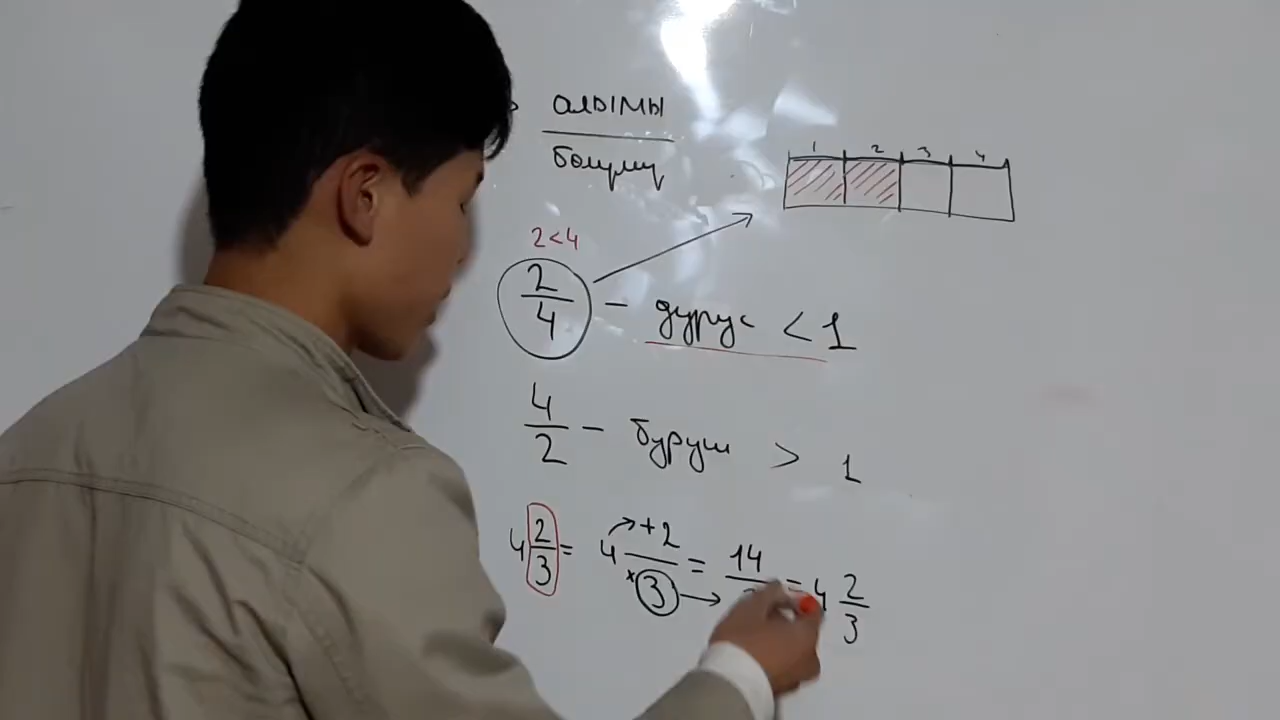 алымы
бөлүмү
1 2 3 4
2<4
2/4 - дурус < 1
4/2 - буруш > 1
4 2/3 = 4 +2/×3 → = 14/ = 4 2/3